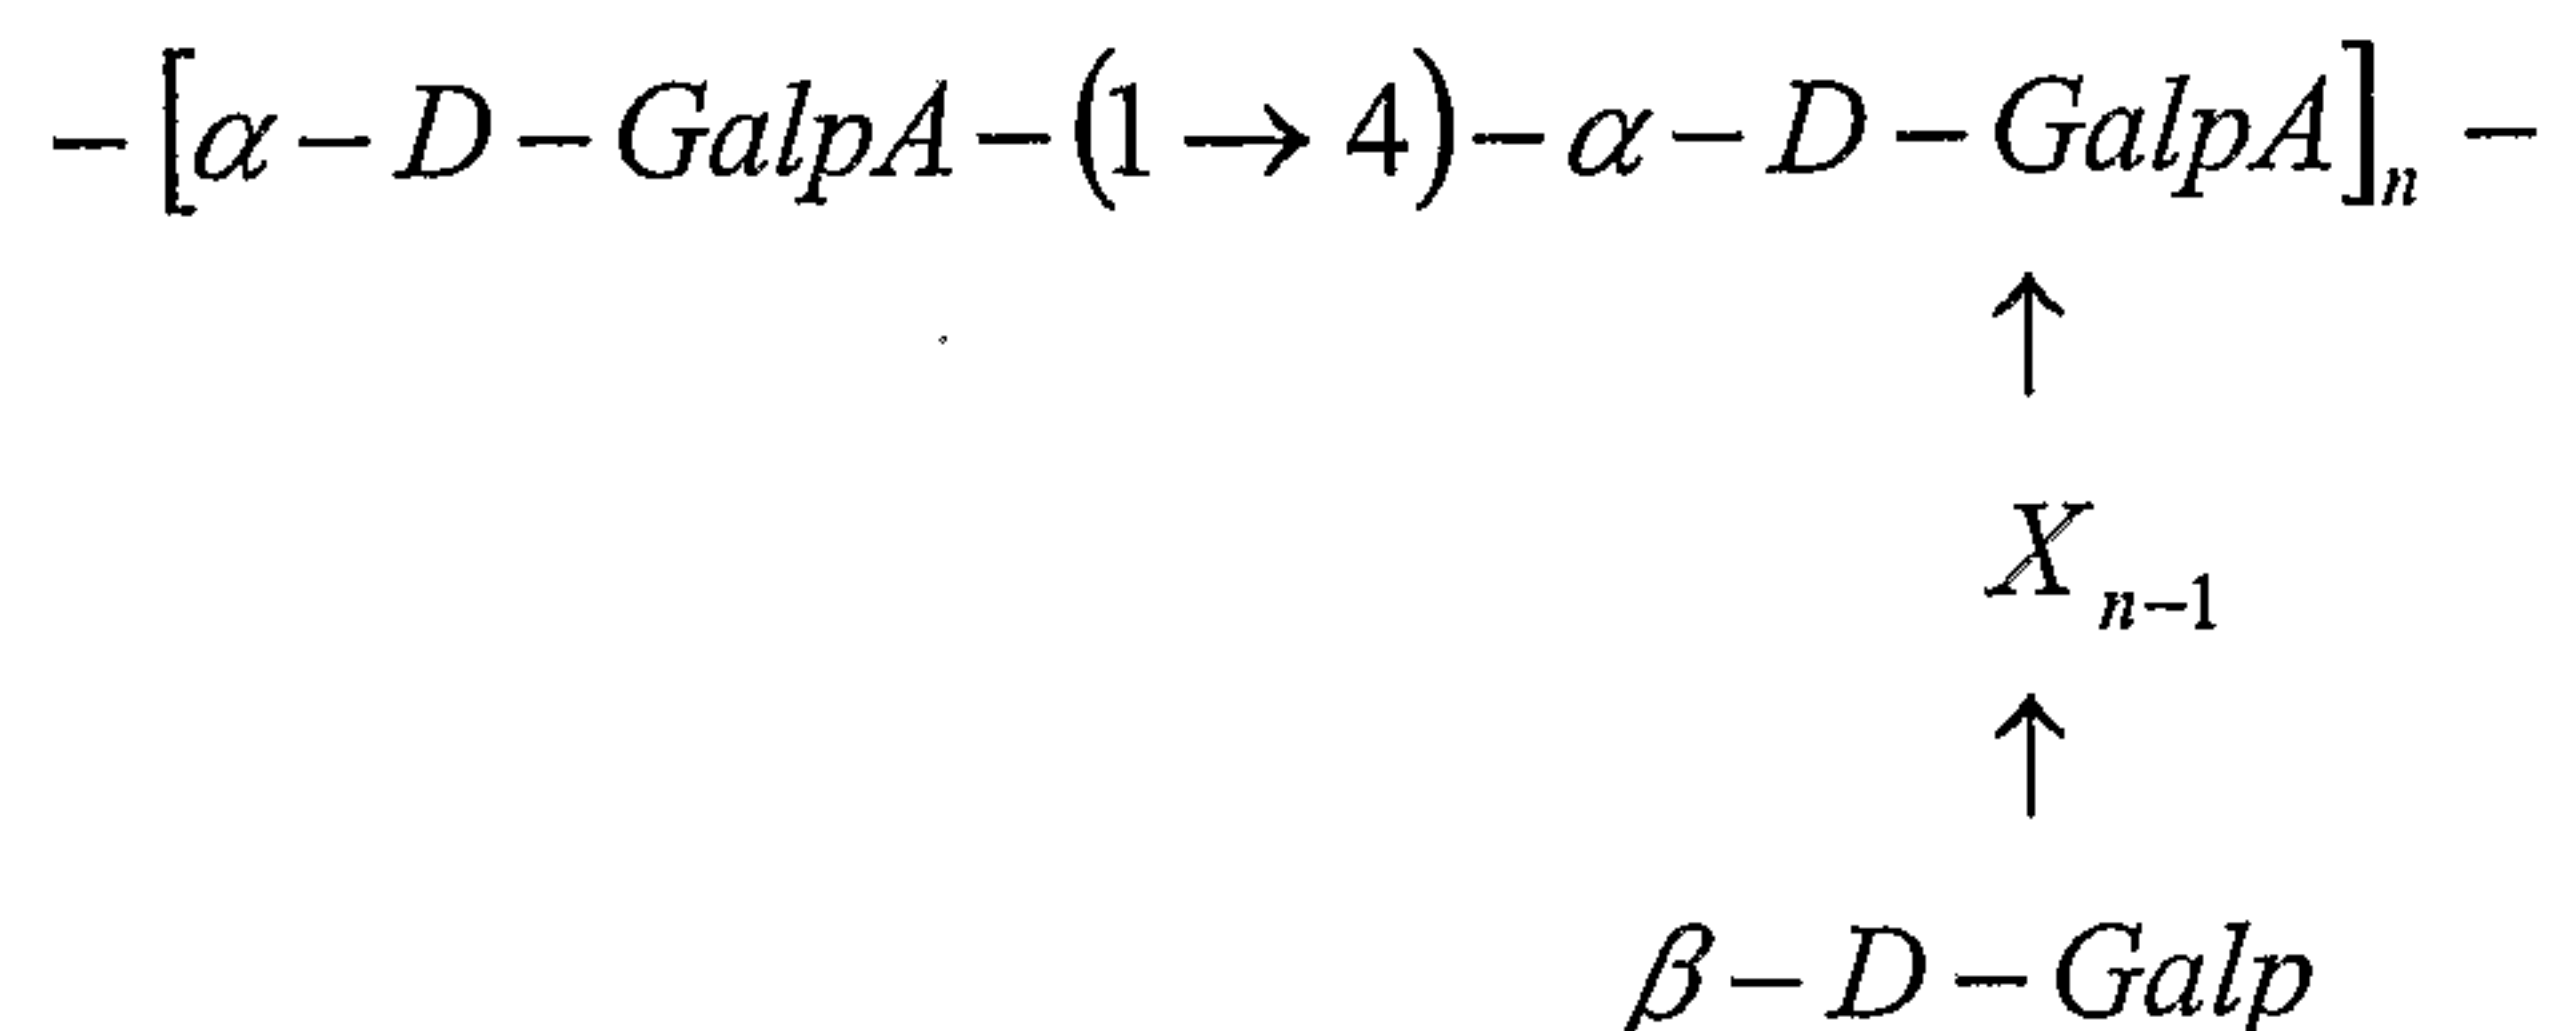 -[α-D-GalpA-(1→4)-α-D-GalpA]n-
↑
Xn-1
↑
β-D-Galp